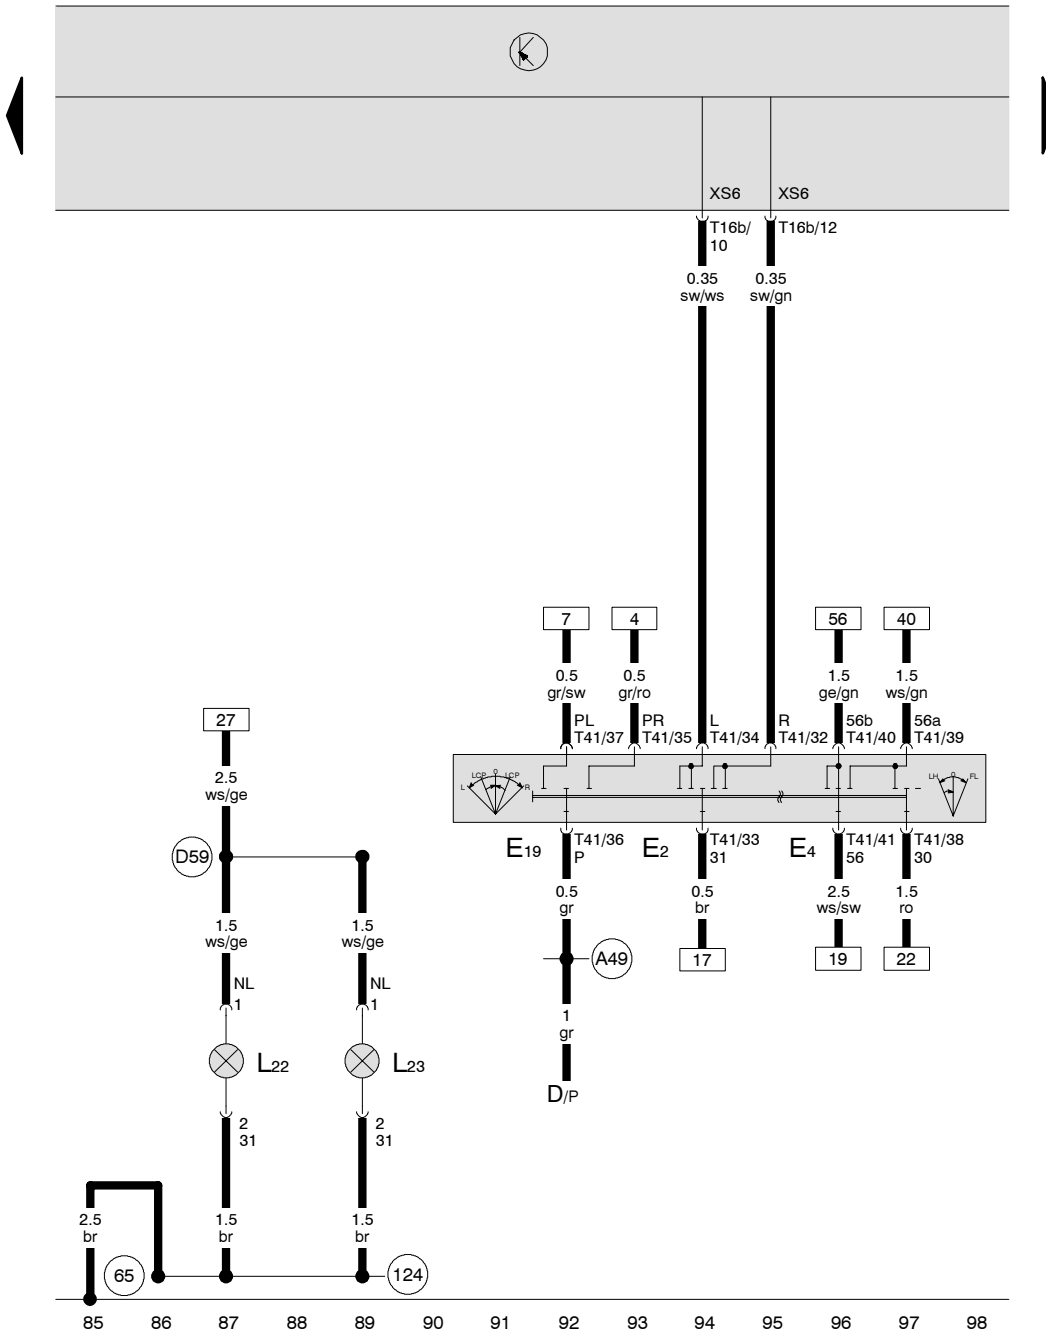 XS6 XS6
T16b/ T16b/12
10
0.35 0.35
sw/ws sw/gn
7 4 56 40
0.5 0.5 1.5 1.5
gr/sw gr/ro ge/gn ws/gn
PL PR L R 56b 56a
T41/37 T41/35 T41/34 T41/32 T41/40 T41/39
27
2.5
ws/ge
L LCP 0 LCP R
LH 0 FL
E19 T41/36 E2 T41/33 E4 T41/41 T41/38
P 31 56 30
D59
0.5 0.5 2.5 1.5
gr br ws/sw ro
1.5 1.5
ws/ge ws/ge
A49 17 19 22
NL NL
1 1
1
gr
L22 L23
D/P
2 2
31 31
2.5 1.5 1.5
br br br
65 124
85 86 87 88 89 90 91 92 93 94 95 96 97 98